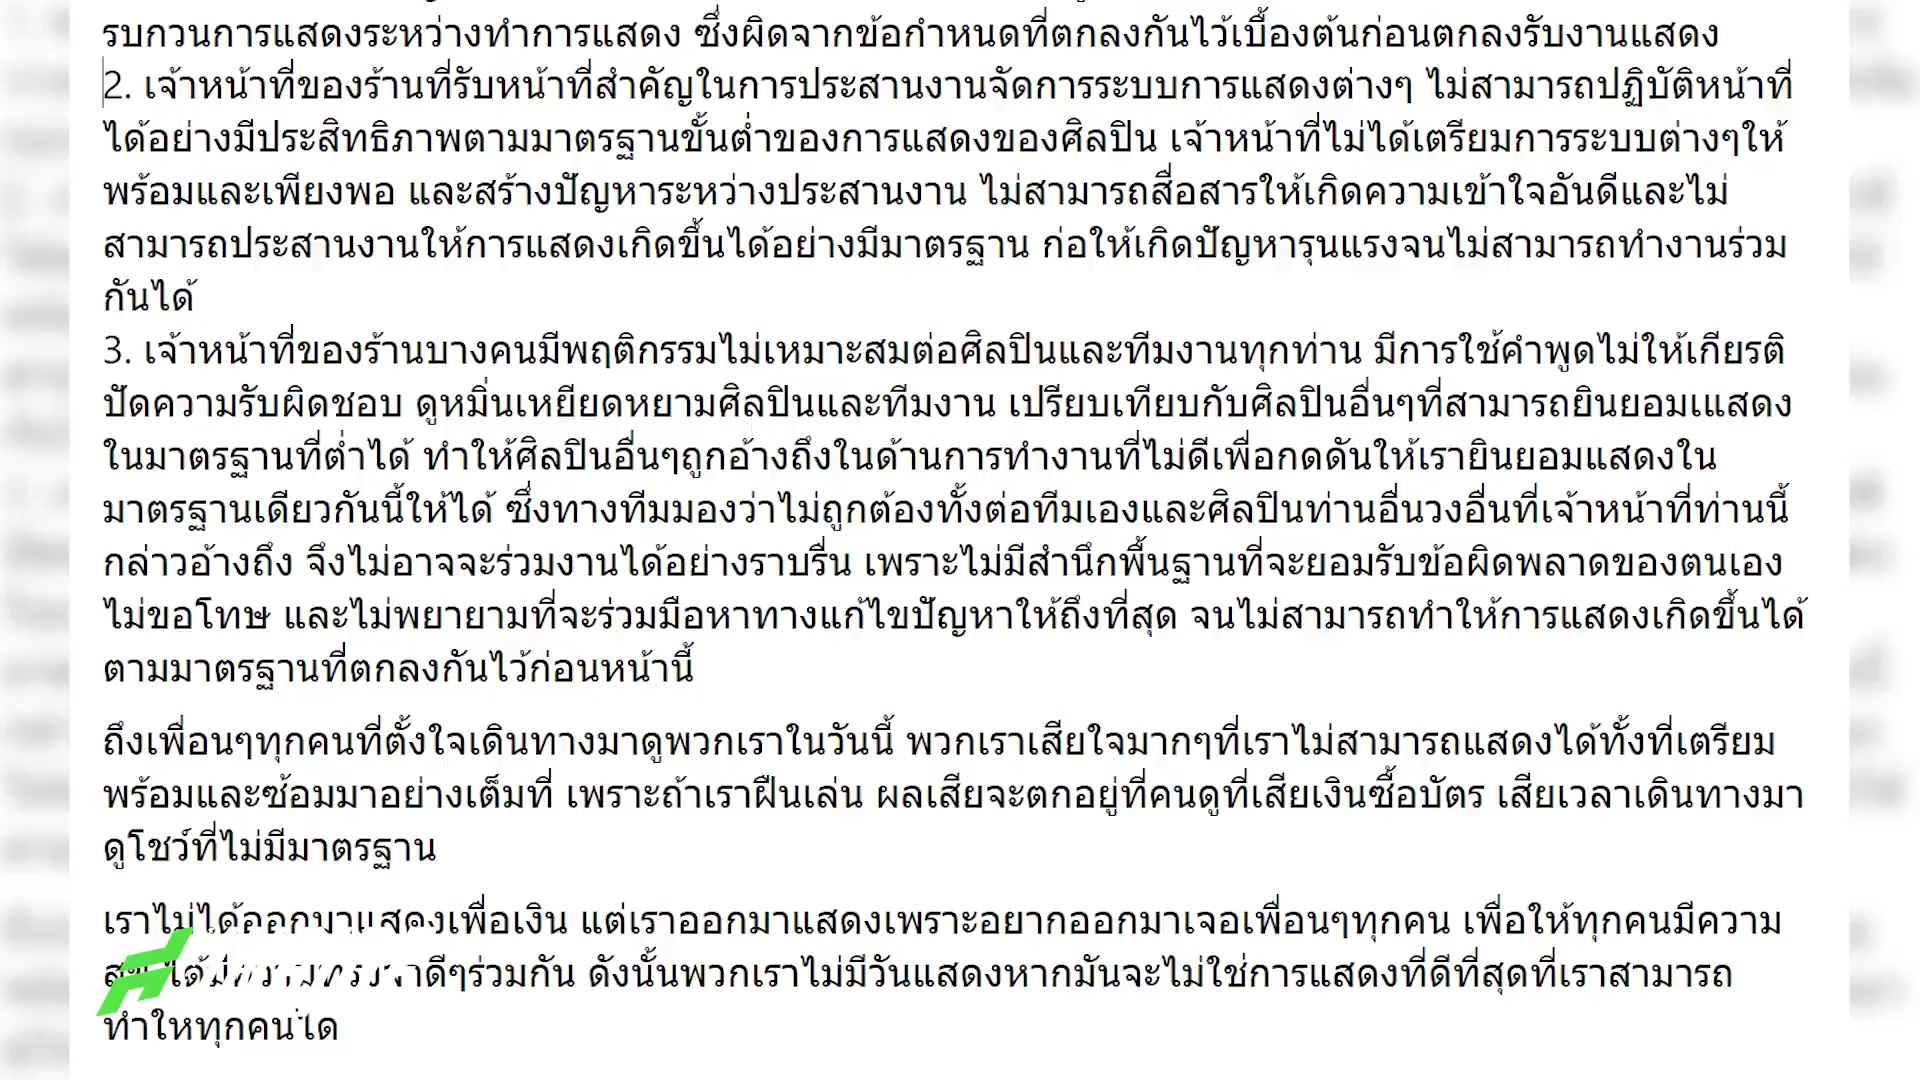 รบกวนการแสดงระหว่างทำการแสดง ซึ่งผิดจากข้อกำหนดที่ตกลงกันไว้เบื้องต้นก่อนตกลงรับงานแสดง
2. เจ้าหน้าที่ของร้านที่รับหน้าที่สำคัญในการประสานงานจัดการระบบการแสดงต่างๆ ไม่สามารถปฏิบัติหน้าที่
ได้อย่างมีประสิทธิภาพตามมาตรฐานขั้นต่ำของการแสดงของศิลปิน เจ้าหน้าที่ไม่ได้เตรียมการระบบต่างๆให้
พร้อมและเพียงพอ และสร้างปัญหาระหว่างประสานงาน ไม่สามารถสื่อสารให้เกิดความเข้าใจอันดีและไม่
สามารถประสานงานให้การแสดงเกิดขึ้นได้อย่างมีมาตรฐาน ก่อให้เกิดปัญหารุนแรงจนไม่สามารถทำงานร่วม
กันได้
3. เจ้าหน้าที่ของร้านบางคนมีพฤติกรรมไม่เหมาะสมต่อศิลปินและทีมงานทุกท่าน มีการใช้คำพูดไม่ให้เกียรติ
ปัดความรับผิดชอบ ดูหมิ่นเหยียดหยามศิลปินและทีมงาน เปรียบเทียบกับศิลปินอื่นๆที่สามารถยินยอมเแสดง
ในมาตรฐานที่ต่ำได้ ทำให้ศิลปินอื่นๆถูกอ้างถึงในด้านการทำงานที่ไม่ดีเพื่อกดดันให้เรายินยอมแสดงใน
มาตรฐานเดียวกันนี้ให้ได้ ซึ่งทางทีมมองว่าไม่ถูกต้องทั้งต่อทีมเองและศิลปินท่านอื่นวงอื่นที่เจ้าหน้าที่ท่านนี้
กล่าวอ้างถึง จึงไม่อาจจะร่วมงานได้อย่างราบรื่น เพราะไม่มีสำนึกพื้นฐานที่จะยอมรับข้อผิดพลาดของตนเอง
ไม่ขอโทษ และไม่พยายามที่จะร่วมมือหาทางแก้ไขปัญหาให้ถึงที่สุด จนไม่สามารถทำให้การแสดงเกิดขึ้นได้
ตามมาตรฐานที่ตกลงกันไว้ก่อนหน้านี้
ถึงเพื่อนๆทุกคนที่ตั้งใจเดินทางมาดูพวกเราในวันนี้ พวกเราเสียใจมากๆที่เราไม่สามารถแสดงได้ทั้งที่เตรียม
พร้อมและซ้อมมาอย่างเต็มที่ เพราะถ้าเราฝืนเล่น ผลเสียจะตกอยู่ที่คนดูที่เสียเงินซื้อบัตร เสียเวลาเดินทางมา
ดูโชว์ที่ไม่มีมาตรฐาน
เราไม่ได้ออกมาแสดงเพื่อเงิน แต่เราออกมาแสดงเพราะอยากออกมาเจอเพื่อนๆทุกคน เพื่อให้ทุกคนมีความ
ดีๆร่วมกัน ดังนั้นพวกเราไม่มีวันแสดงหากมันจะไม่ใช่การแสดงที่ดีที่สุดที่เราสามารถ
ทำให้ทุกคนได้